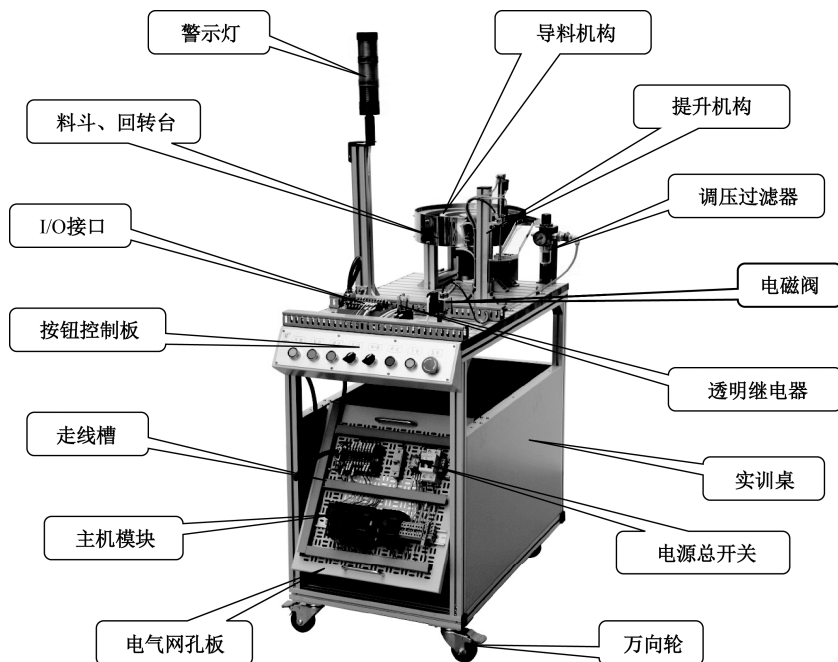 警示灯
导料机构
料斗、回转台
提升机构
调压过滤器
I/O接口
电磁阀
按钮控制板
透明继电器
走线槽
实训桌
主机模块
电源总开关
电气网孔板
万向轮